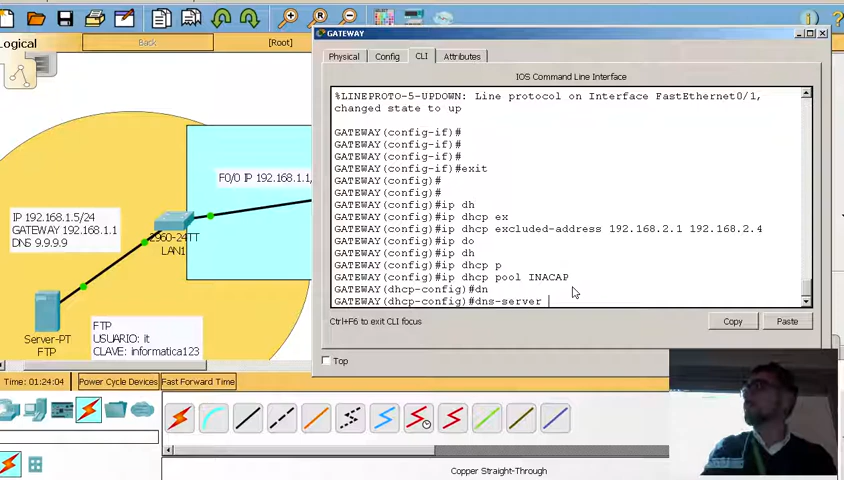 GATEWAY
Logical
Back
[Root]
Physical
Config
CLI
Attributes
IOS Command Line Interface
%LINEPROTO-5-UPDOWN: Line protocol on Interface FastEthernet0/1,
changed state to up
GATEWAY(config-if)#
GATEWAY(config-if)#
GATEWAY(config-if)#
GATEWAY(config-if)#exit
GATEWAY(config)#
GATEWAY(config)#
GATEWAY(config)#ip dh
GATEWAY(config)#ip dhcp ex
GATEWAY(config)#ip dhcp excluded-address 192.168.2.1 192.168.2.4
GATEWAY(config)#ip do
GATEWAY(config)#ip dh
GATEWAY(config)#ip dhcp p
GATEWAY(config)#ip dhcp pool INACAP
GATEWAY(dhcp-config)#dn
GATEWAY(dhcp-config)#dns-server
Ctrl+F6 to exit CLI focus
Copy
Paste
Top
F0/0 IP 192.168.1.1,
IP 192.168.1.5/24
GATEWAY 192.168.1.1
DNS 9.9.9.9
2960-24TT
LAN1
Server-PT
FTP
FTP
USUARIO: it
CLAVE: informatica123
Time: 01:24:04
Power Cycle Devices
Fast Forward Time
Copper Straight-Through